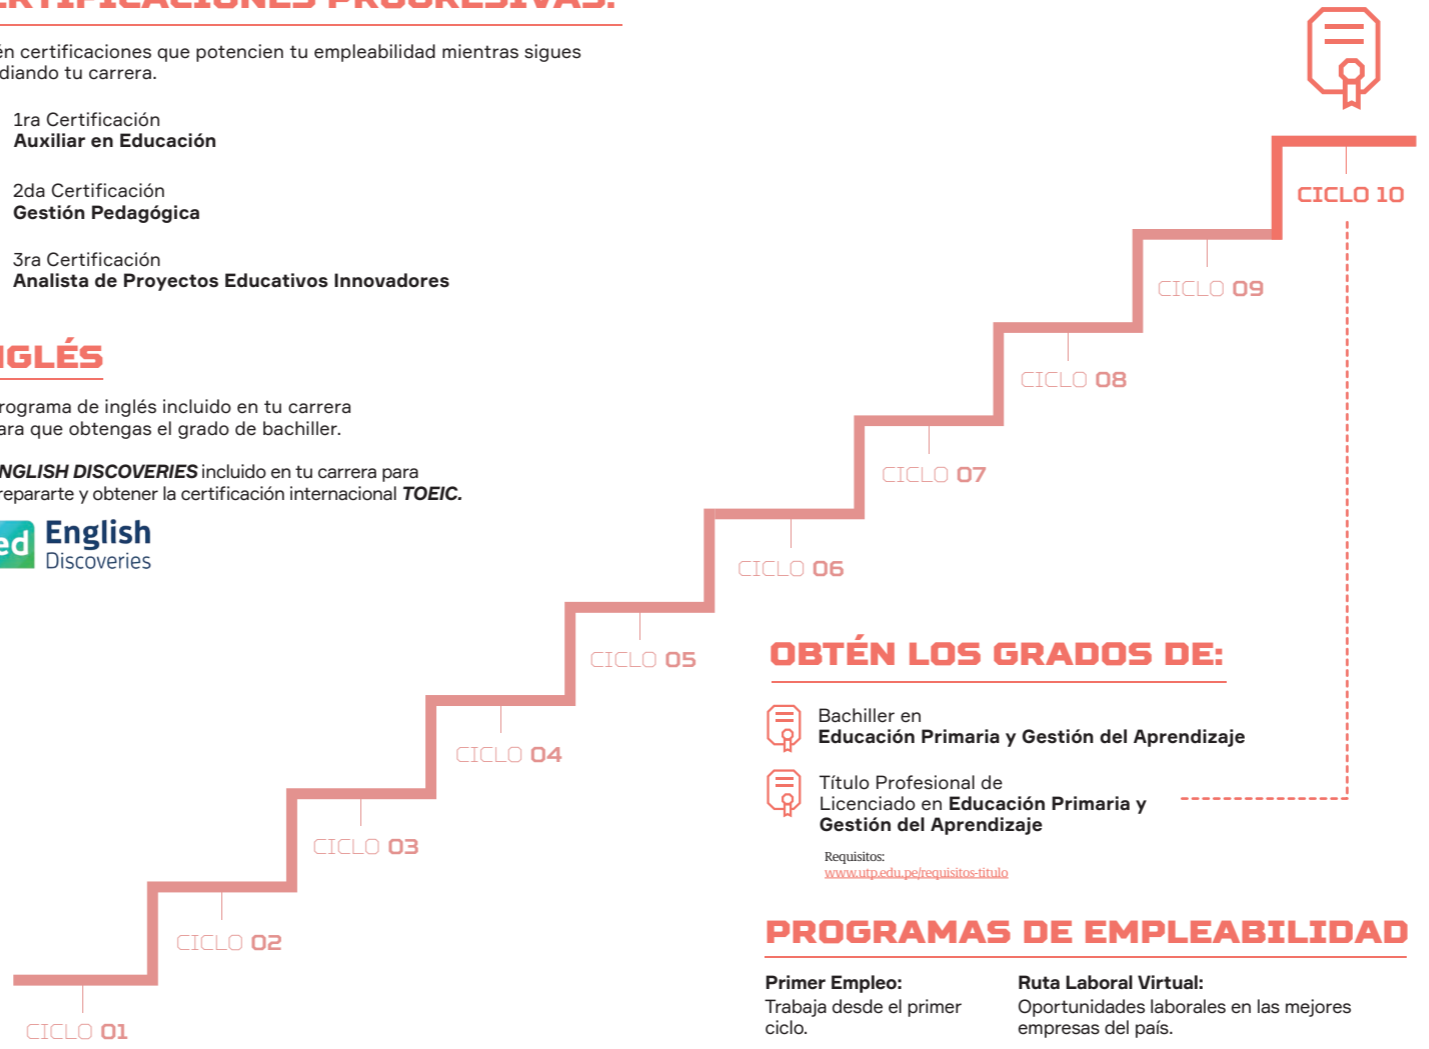 ERTIFICACIONES PROGRESIVAS:
én certificaciones que potencien tu empleabilidad mientras sigues
diando tu carrera.
1ra Certificación
Auxiliar en Educación
2da Certificación
Gestión Pedagógica
3ra Certificación
Analista de Proyectos Educativos Innovadores
NGLÉS
rograma de inglés incluido en tu carrera
ara que obtengas el grado de bachiller.
NGLISH DISCOVERIES incluido en tu carrera para
repararte y obtener la certificación internacional TOEIC.
ed English
Discoveries
CICLO 10
CICLO 09
CICLO 08
CICLO 07
CICLO 06
CICLO 05
CICLO 04
CICLO 03
CICLO 02
CICLO 01
OBTÉN LOS GRADOS DE:
Bachiller en
Educación Primaria y Gestión del Aprendizaje
Título Profesional de
Licenciado en Educación Primaria y
Gestión del Aprendizaje
Requisitos:
www.utp.edu.pe/requisitos-titulo
PROGRAMAS DE EMPLEABILIDAD
Primer Empleo:
Trabaja desde el primer
ciclo.
Ruta Laboral Virtual:
Oportunidades laborales en las mejores
empresas del país.